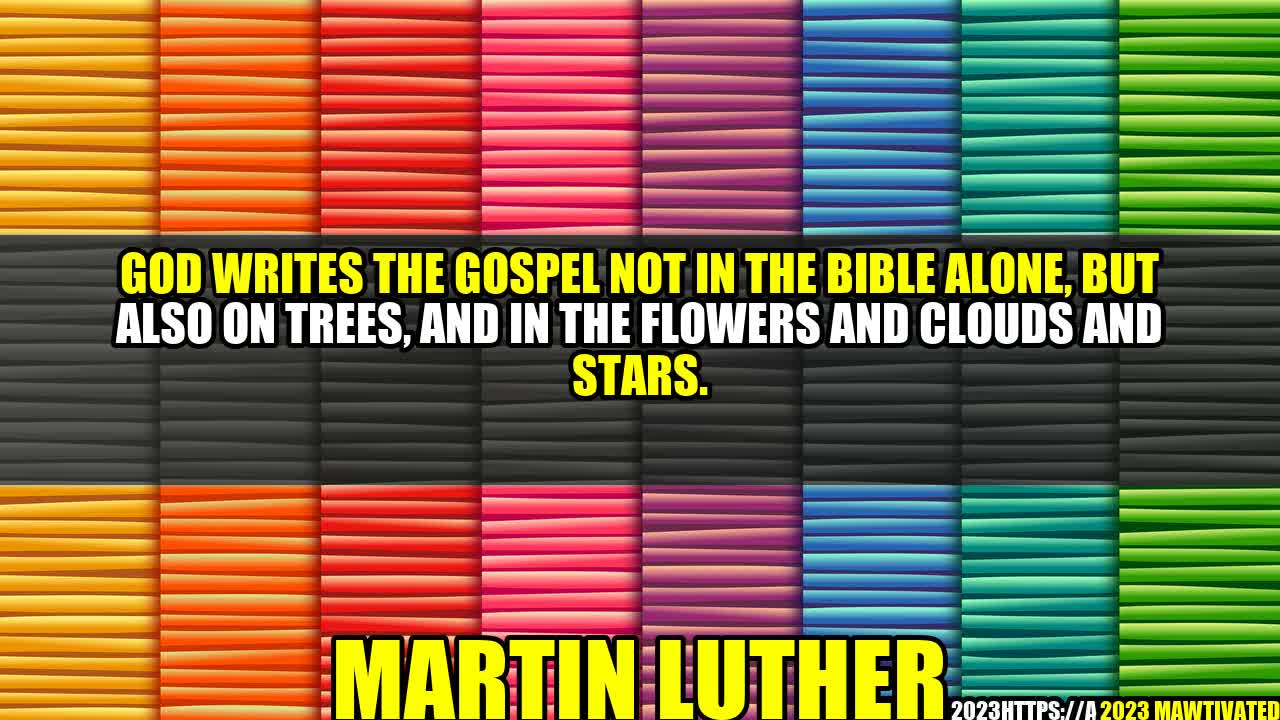 GOD WRITES THE GOSPEL NOT IN THE BIBLE ALONE, BUT
ALSO ON TREES, AND IN THE FLOWERS AND CLOUDS AND
STARS.
MARTIN LUTHER
2023HTTPS://A 2023 MAWTIVATED